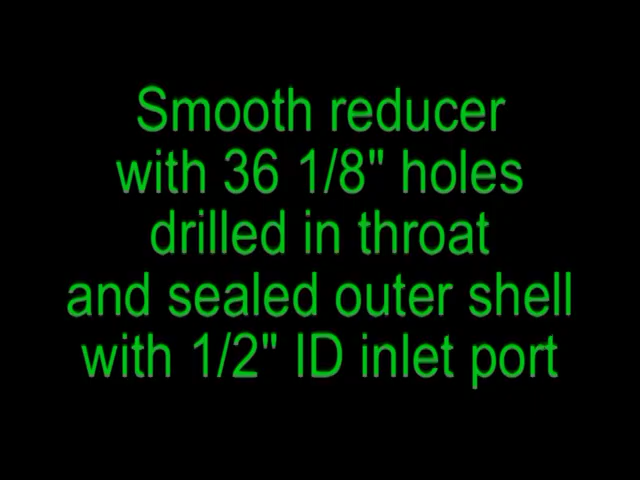 Smooth reducer
with 36 1/8" holes
drilled in throat
and sealed outer shell
with 1/2" ID inlet port